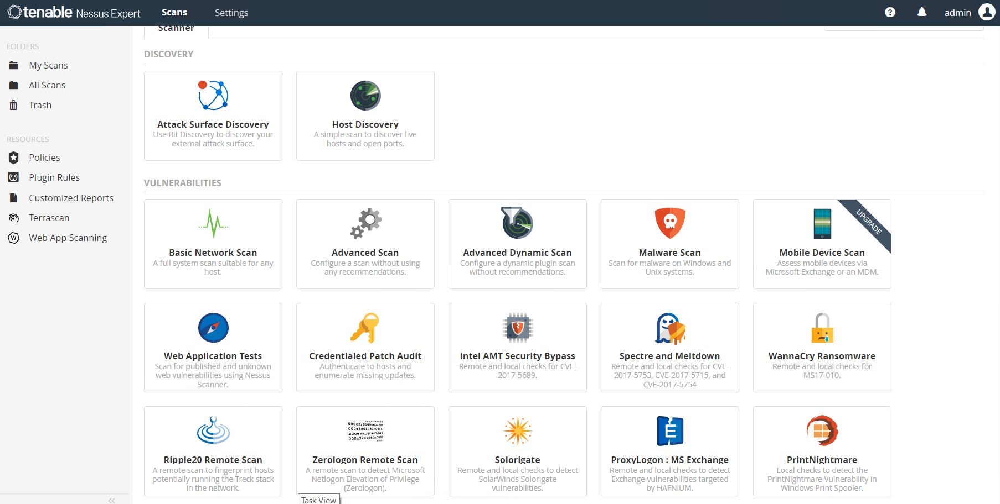 tenable Nessus Expert
Scans
Settings
?
admin
Scanner
FOLDERS
My Scans
All Scans
Trash
RESOURCES
Policies
Plugin Rules
Customized Reports
Terrascan
W
Web App Scanning
«
DISCOVERY
Attack Surface Discovery
Use Bit Discovery to discover your
external attack surface.
Host Discovery
A simple scan to discover live
hosts and open ports.
VULNERABILITIES
Basic Network Scan
A full system scan suitable for any
host.
Advanced Scan
Configure a scan without using
any recommendations.
Advanced Dynamic Scan
Configure a dynamic plugin scan
without recommendations.
Malware Scan
Scan for malware on Windows and
Unix systems.
UPGRADE
Mobile Device Scan
Assess mobile devices via
Microsoft Exchange or an MDM.
Web Application Tests
Scan for published and unknown
web vulnerabilities using Nessus
Scanner.
Credentialed Patch Audit
Authenticate to hosts and
enumerate missing updates.
Intel AMT Security Bypass
Remote and local checks for CVE-
2017-5689.
Spectre and Meltdown
Remote and local checks for CVE-
2017-5753, CVE-2017-5715, and
CVE-2017-5754
WannaCry Ransomware
Remote and local checks for
MS17-010.
Ripple20 Remote Scan
A remote scan to fingerprint hosts
potentially running the Treck stack
in the network.
access_granted
Zerologon Remote Scan
A remote scan to detect Microsoft
Netlogon Elevation of Privilege
(Zerologon).
Solorigate
Remote and local checks to detect
SolarWinds Solorigate
vulnerabilities.
E
ProxyLogon : MS Exchange
Remote and local checks to detect
Exchange vulnerabilities targeted
by HAFNIUM.
PrintNightmare
Local checks to detect the
PrintNightmare Vulnerability in
Windows Print Spooler.
Task View